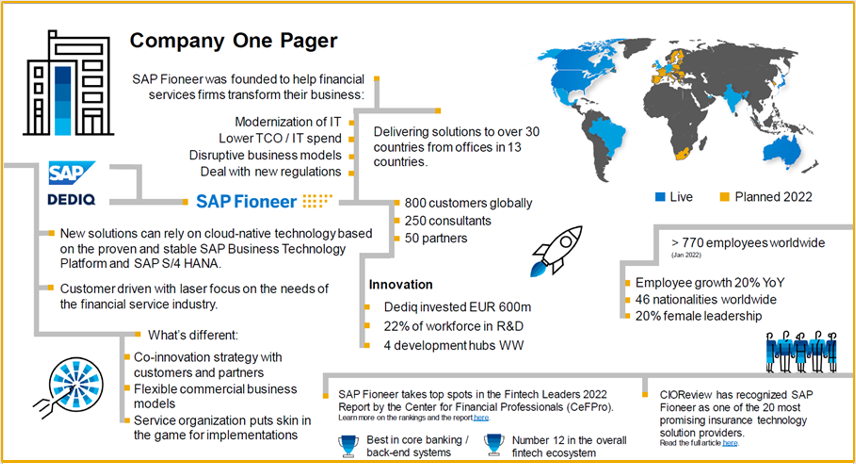 Company One Pager
SAP Fioneer was founded to help financial
services firms transform their business:
Modernization of IT
Lower TCO / IT spend
Disruptive business models
Deal with new regulations
Delivering solutions to over 30
countries from offices in 13
countries.
Live
Planned 2022
SAP
DEDIQ
SAP Fioneer
800 customers globally
250 consultants
50 partners
New solutions can rely on cloud-native technology based
on the proven and stable SAP Business Technology
Platform and SAP S/4 HANA.
Customer driven with laser focus on the needs of
the financial service industry.
> 770 employees worldwide
(Jan 2022)
Employee growth 20% YoY
46 nationalities worldwide
20% female leadership
Innovation
Dediq invested EUR 600m
22% of workforce in R&D
4 development hubs WW
What's different:
Co-innovation strategy with
customers and partners
Flexible commercial business
models
Service organization puts skin in
the game for implementations
SAP Fioneer takes top spots in the Fintech Leaders 2022
Report by the Center for Financial Professionals (CeFPro).
Learn more on the rankings and the report here.
Best in core banking /
back-end systems
Number 12 in the overall
fintech ecosystem
CIOReview has recognized SAP
Fioneer as one of the 20 most
promising insurance technology
solution providers.
Read the full article here.